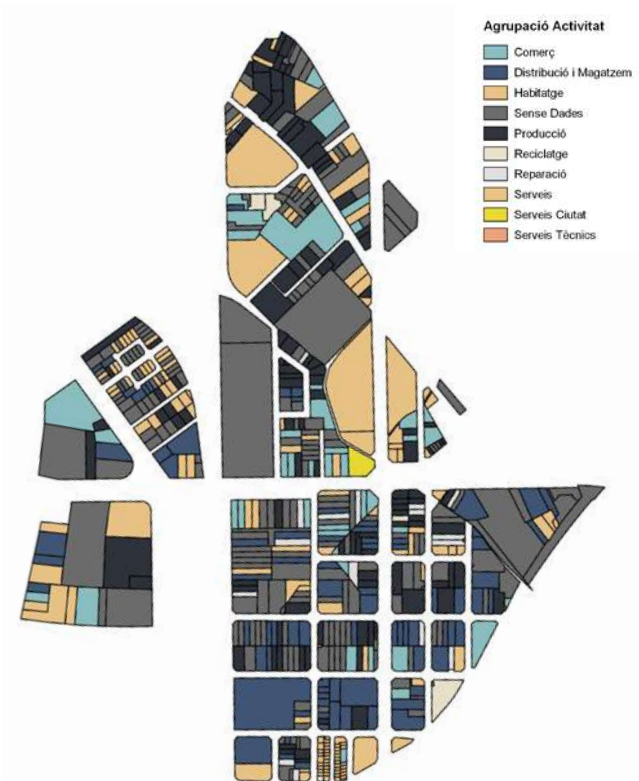 Agrupació Activitat
Comerç
Distribució i Magatzem
Habitatge
Sense Dades
Producció
Reciclatge
Reparació
Serveis
Serveis Ciutat
Serveis Tècnics